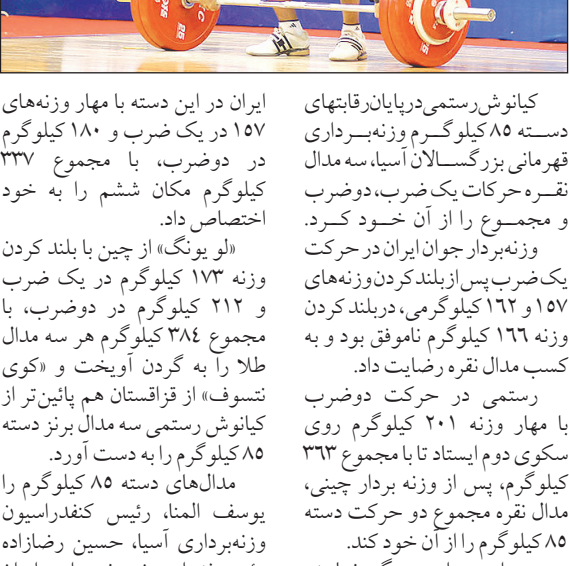 کیانوش رستمی در پایان رقابتهای
دسته ۸۵ کیلوگرم وزنه‌برداری
قهرمانی بزرگسالان آسیا، سه مدال
نقره حرکات یک ضرب، دوضرب
و مجموع را از آن خود کرد.
وزنه‌بردار جوان ایران در حرکت
یک ضرب پس از بلند کردن وزنه‌های
۱۵۷ و ۱۶۲ کیلوگرمی، در بلند کردن
وزنه ۱۶۶ کیلوگرم ناموفق بود و به
کسب مدال نقره رضایت داد.
رستمی در حرکت دوضرب
با مهار وزنه ۲۰۱ کیلوگرم روی
سکوی دوم ایستاد تا با مجموع ۳۶۳
کیلوگرم، پس از وزنه بردار چینی،
مدال نقره مجموع دو حرکت دسته
۸۵ کیلوگرم را از آن خود کند.
ایران در این دسته با مهار وزنه‌های
۱۵۷ در یک ضرب و ۱۸۰ کیلوگرم
در دوضرب، با مجموع ۳۳۷
کیلوگرم مکان ششم را به خود
اختصاص داد.
«لو یونگ» از چین با بلند کردن
وزنه ۱۷۳ کیلوگرم در یک ضرب
و ۲۱۲ کیلوگرم در دوضرب، با
مجموع ۳۸٤ کیلوگرم هر سه مدال
طلا را به گردن آویخت و «کوی
نتسوف» از قزاقستان هم پائین‌تر از
کیانوش رستمی سه مدال برنز دسته
۸۵ کیلوگرم را به دست آورد.
مدال‌های دسته ۸۵ کیلوگرم را
یوسف المنا، رئیس کنفدراسیون
وزنه‌برداری آسیا، حسین رضازاده